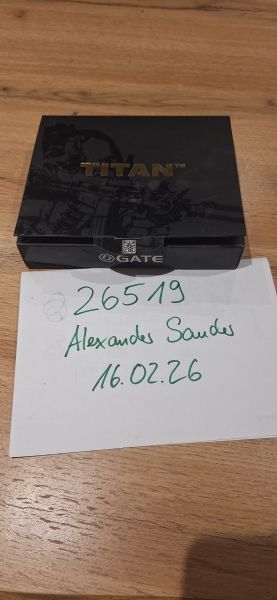 TITAN™
GATE
26519
Alexander Sander
16.02.26